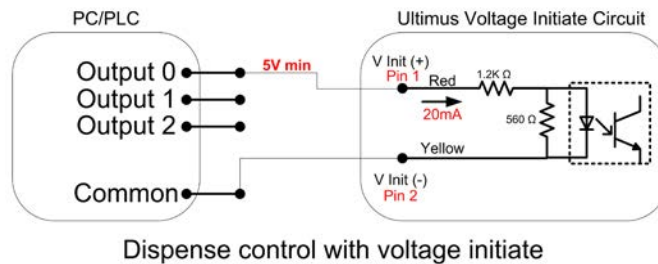 PC/PLC
Ultimus Voltage Initiate Circuit
Output 0
5V min
V Init (+)
Pin 1
Red
1.2K Ω
Output 1
20mA
Output 2
560 Ω
Yellow
Common
V Init (-)
Pin 2
Dispense control with voltage initiate